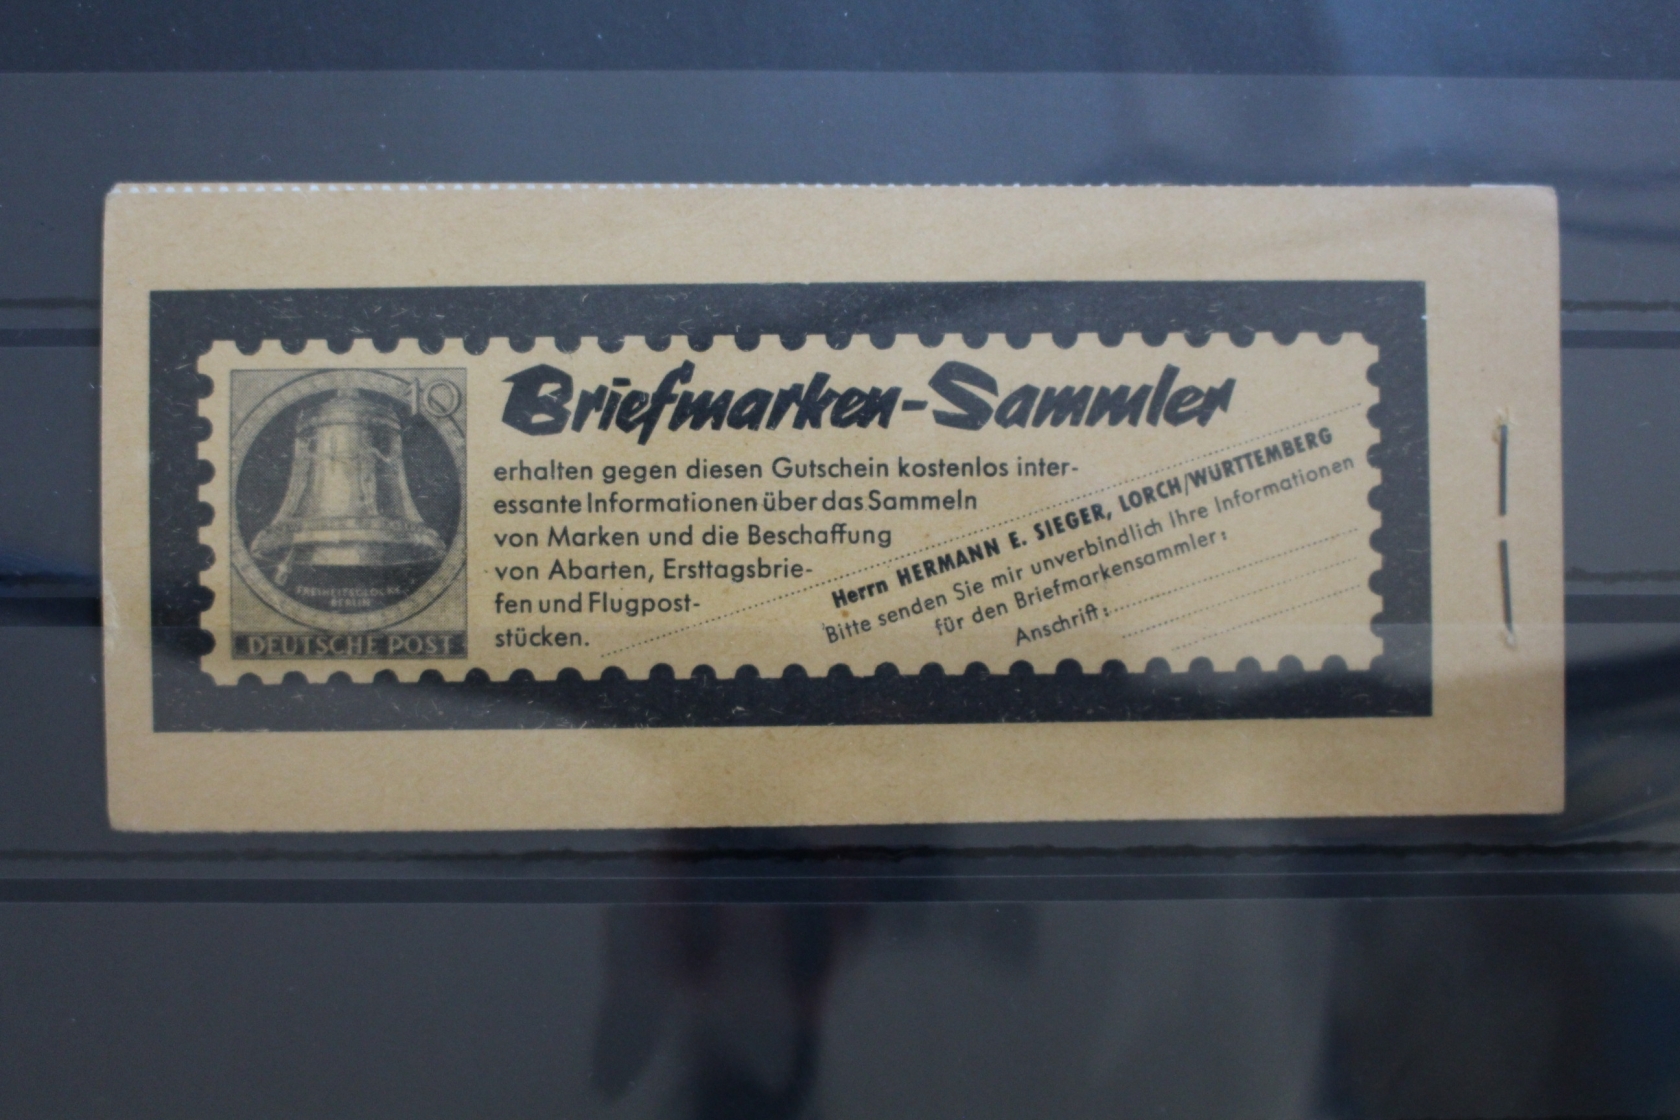 10
FREIHEITSGLOCKE
BERLIN
DEUTSCHE POST
Briefmarken-Sammler
erhalten gegen diesen Gutschein kostenlos inter-
essante Informationen über das Sammeln
von Marken und die Beschaffung
von Abarten, Ersttagsbrie-
fen und Flugpost-
stücken.
Herrn HERMANN E. SIEGER, LORCH/WURTTEMBERG
Bitte senden Sie mir unverbindlich Ihre Informationen
für den Briefmarkensammler:
Anschrift: